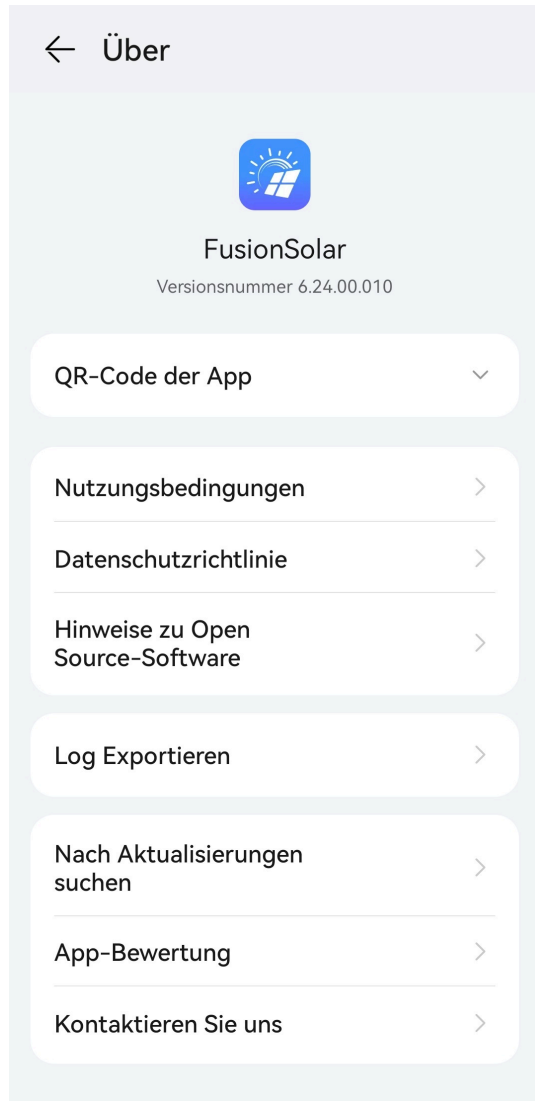 Über
FusionSolar
Versionsnummer 6.24.00.010
QR-Code der App
Nutzungsbedingungen
Datenschutzrichtlinie
Hinweise zu Open
Source-Software
Log Exportieren
Nach Aktualisierungen
suchen
App-Bewertung
Kontaktieren Sie uns